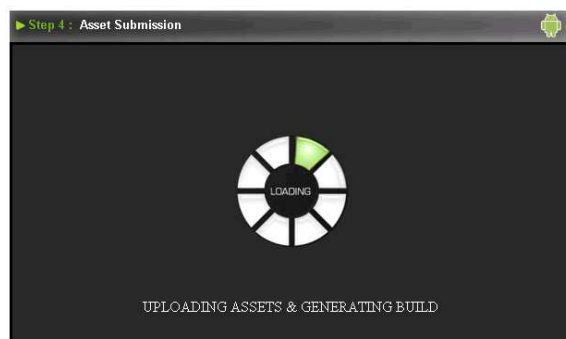 Step 4 : Asset Submission
LOADING
UPLOADING ASSETS & GENERATING BUILD